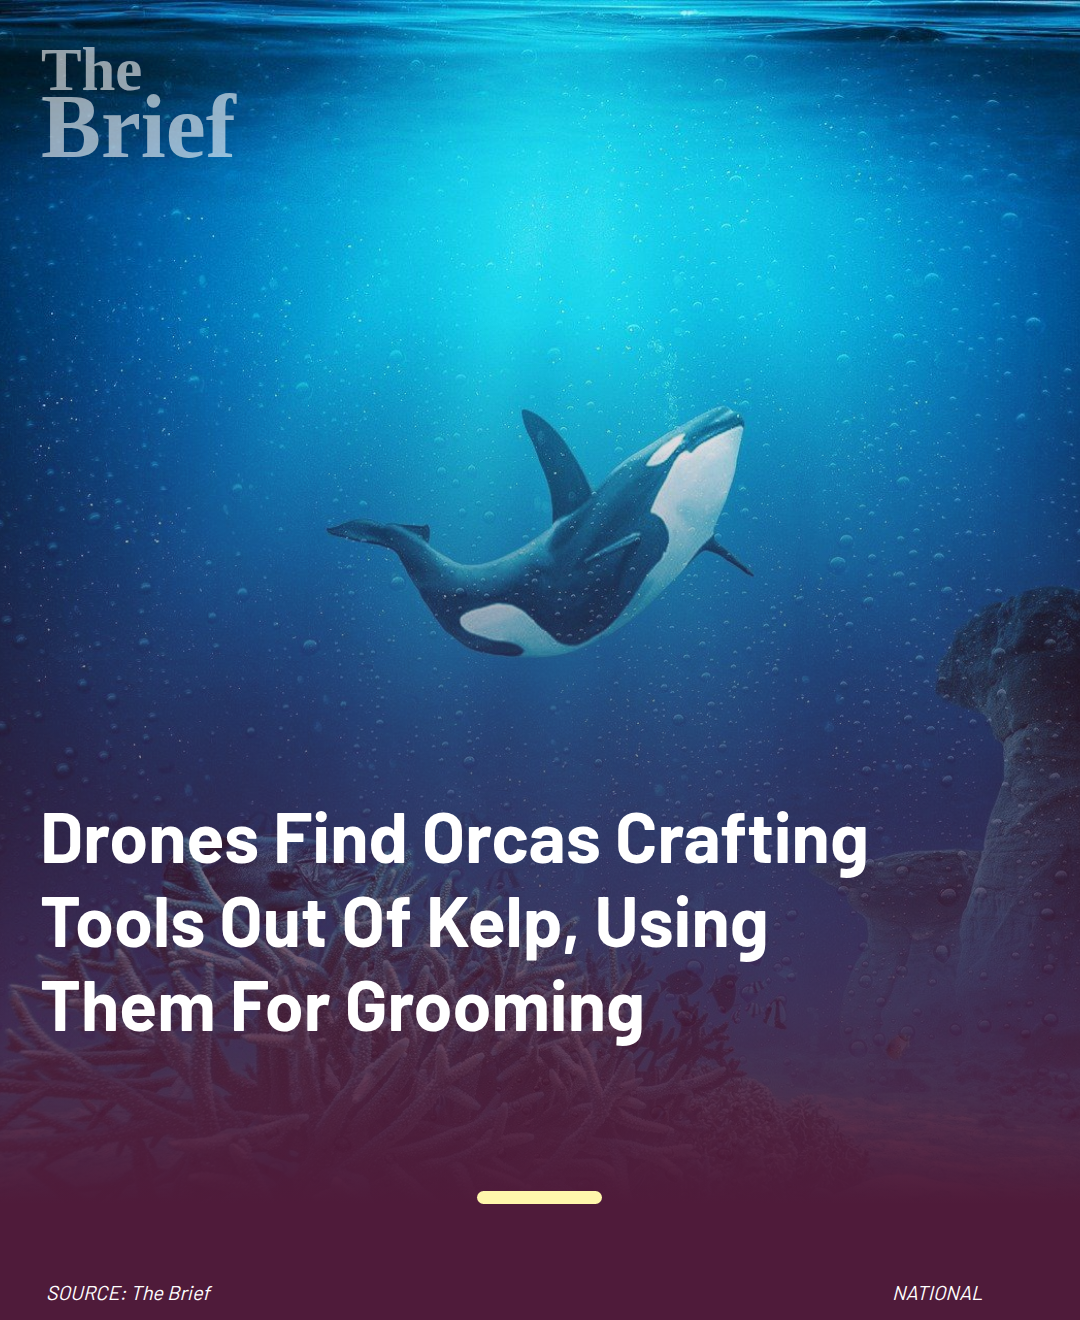 The
Brief
Drones Find Orcas Crafting
Tools Out Of Kelp, Using
Them For Grooming
SOURCE: The Brief
NATIONAL